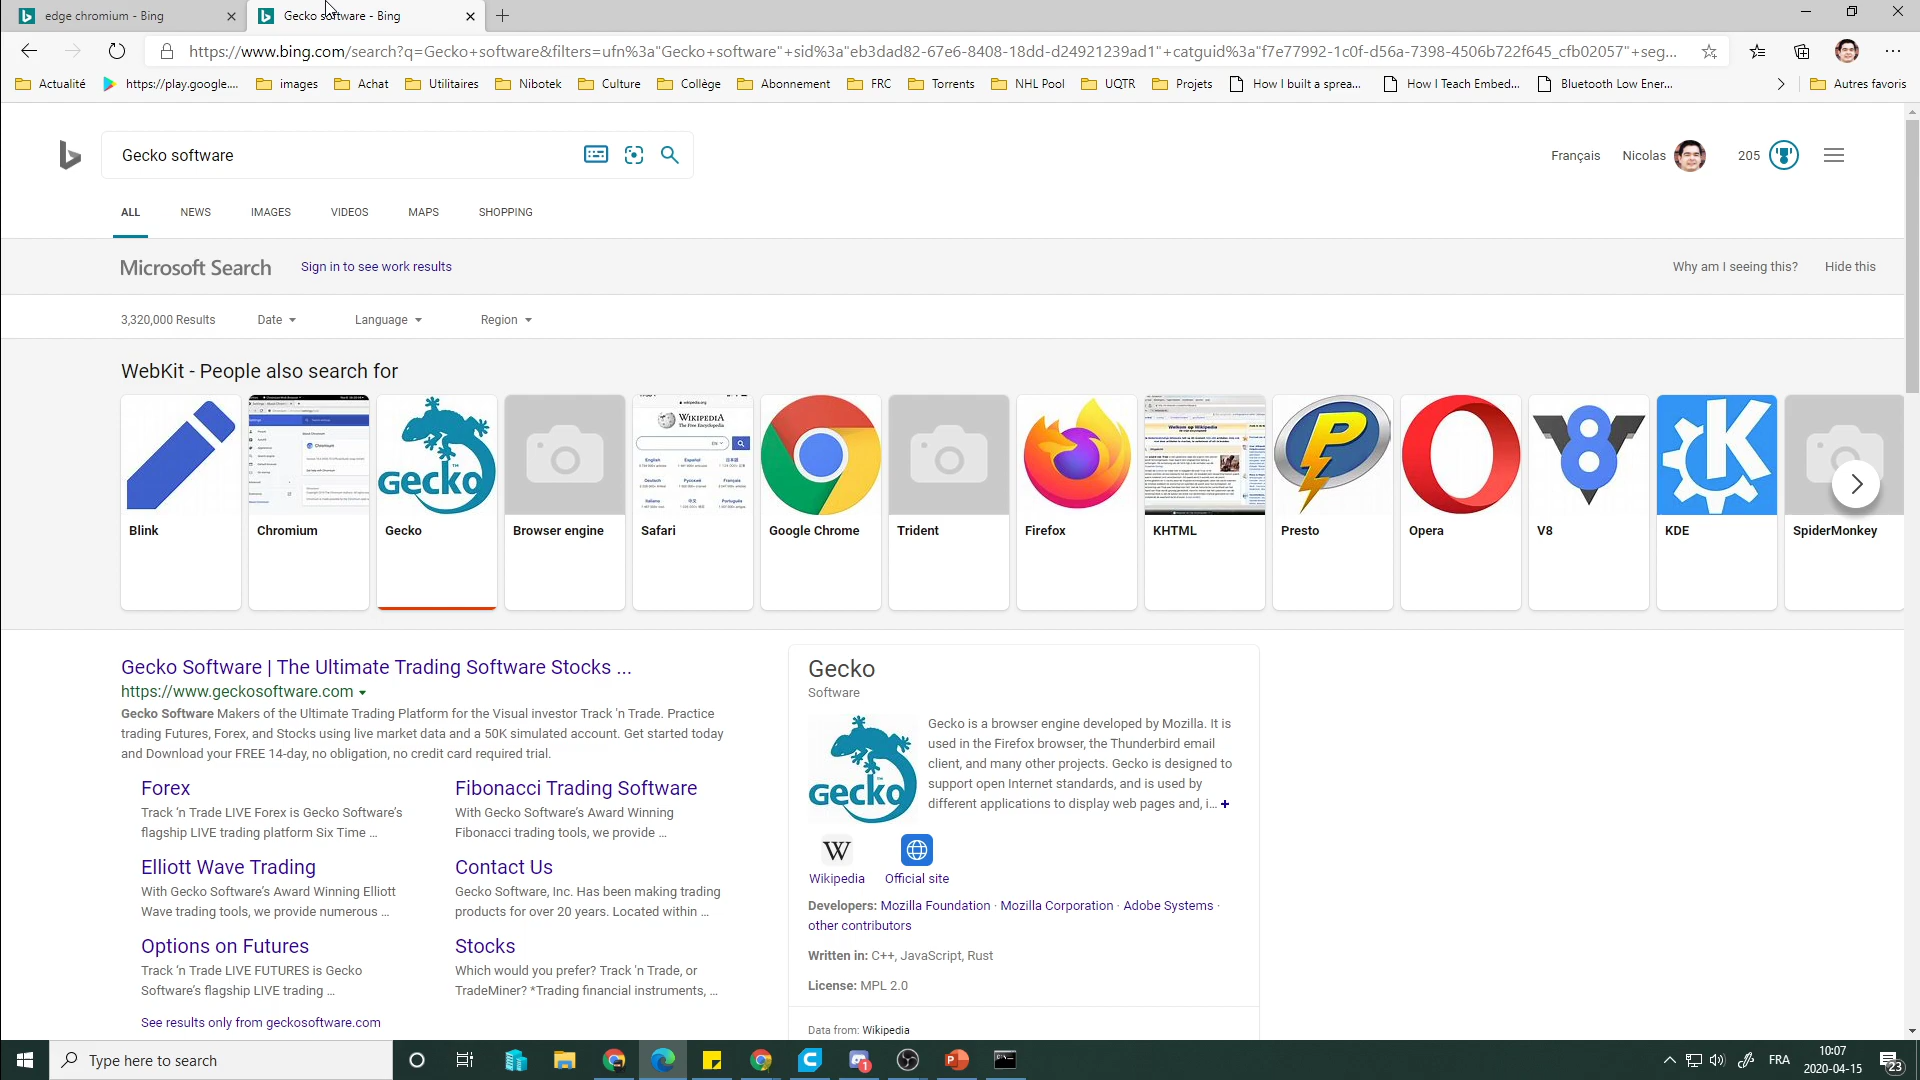 edge chromium - Bing
Gecko software - Bing
https://www.bing.com/search?q=Gecko+software&filters=ufn%3a"Gecko+software"+sid%3a"eb3dad82-67e6-8408-18dd-d24921239ad1"+catguid%3a"f7e77992-1c0f-d56a-7398-4506b722f645_cfb02057"+seg...
Actualité https://play.google.... images Achat Utilitaires Nibotek Culture Collège Abonnement FRC Torrents NHL Pool UQTR Projets How I built a sprea... How I Teach Embed... Bluetooth Low Ener... Autres favoris
Gecko software
Français Nicolas 205
ALL NEWS IMAGES VIDEOS MAPS SHOPPING
Microsoft Search Sign in to see work results Why am I seeing this? Hide this
3,320,000 Results Date Language Region
WebKit - People also search for
WIKIPEDIA
The Free Encyclopedia
gecko
Blink Chromium Gecko Browser engine Safari Google Chrome Trident Firefox KHTML Presto Opera V8 KDE SpiderMonkey
Gecko Software | The Ultimate Trading Software Stocks ...
https://www.geckosoftware.com
Gecko Software Makers of the Ultimate Trading Platform for the Visual investor Track 'n Trade. Practice
trading Futures, Forex, and Stocks using live market data and a 50K simulated account. Get started today
and Download your FREE 14-day, no obligation, no credit card required trial.
Forex
Track 'n Trade LIVE Forex is Gecko Software's
flagship LIVE trading platform Six Time ...
Fibonacci Trading Software
With Gecko Software's Award Winning
Fibonacci trading tools, we provide ...
Elliott Wave Trading
With Gecko Software's Award Winning Elliott
Wave trading tools, we provide numerous ...
Contact Us
Gecko Software, Inc. Has been making trading
products for over 20 years. Located within ...
Options on Futures
Track 'n Trade LIVE FUTURES is Gecko
Software's flagship LIVE trading ...
Stocks
Which would you prefer? Track 'n Trade, or
TradeMiner? *Trading financial instruments, ...
See results only from geckosoftware.com
Gecko
Software
gecko
Gecko is a browser engine developed by Mozilla. It is
used in the Firefox browser, the Thunderbird email
client, and many other projects. Gecko is designed to
support open Internet standards, and is used by
different applications to display web pages and, i... +
W
Wikipedia Official site
Developers: Mozilla Foundation · Mozilla Corporation · Adobe Systems ·
other contributors
Written in: C++, JavaScript, Rust
License: MPL 2.0
Data from: Wikipedia
Type here to search
FRA
10:07
2020-04-15
23